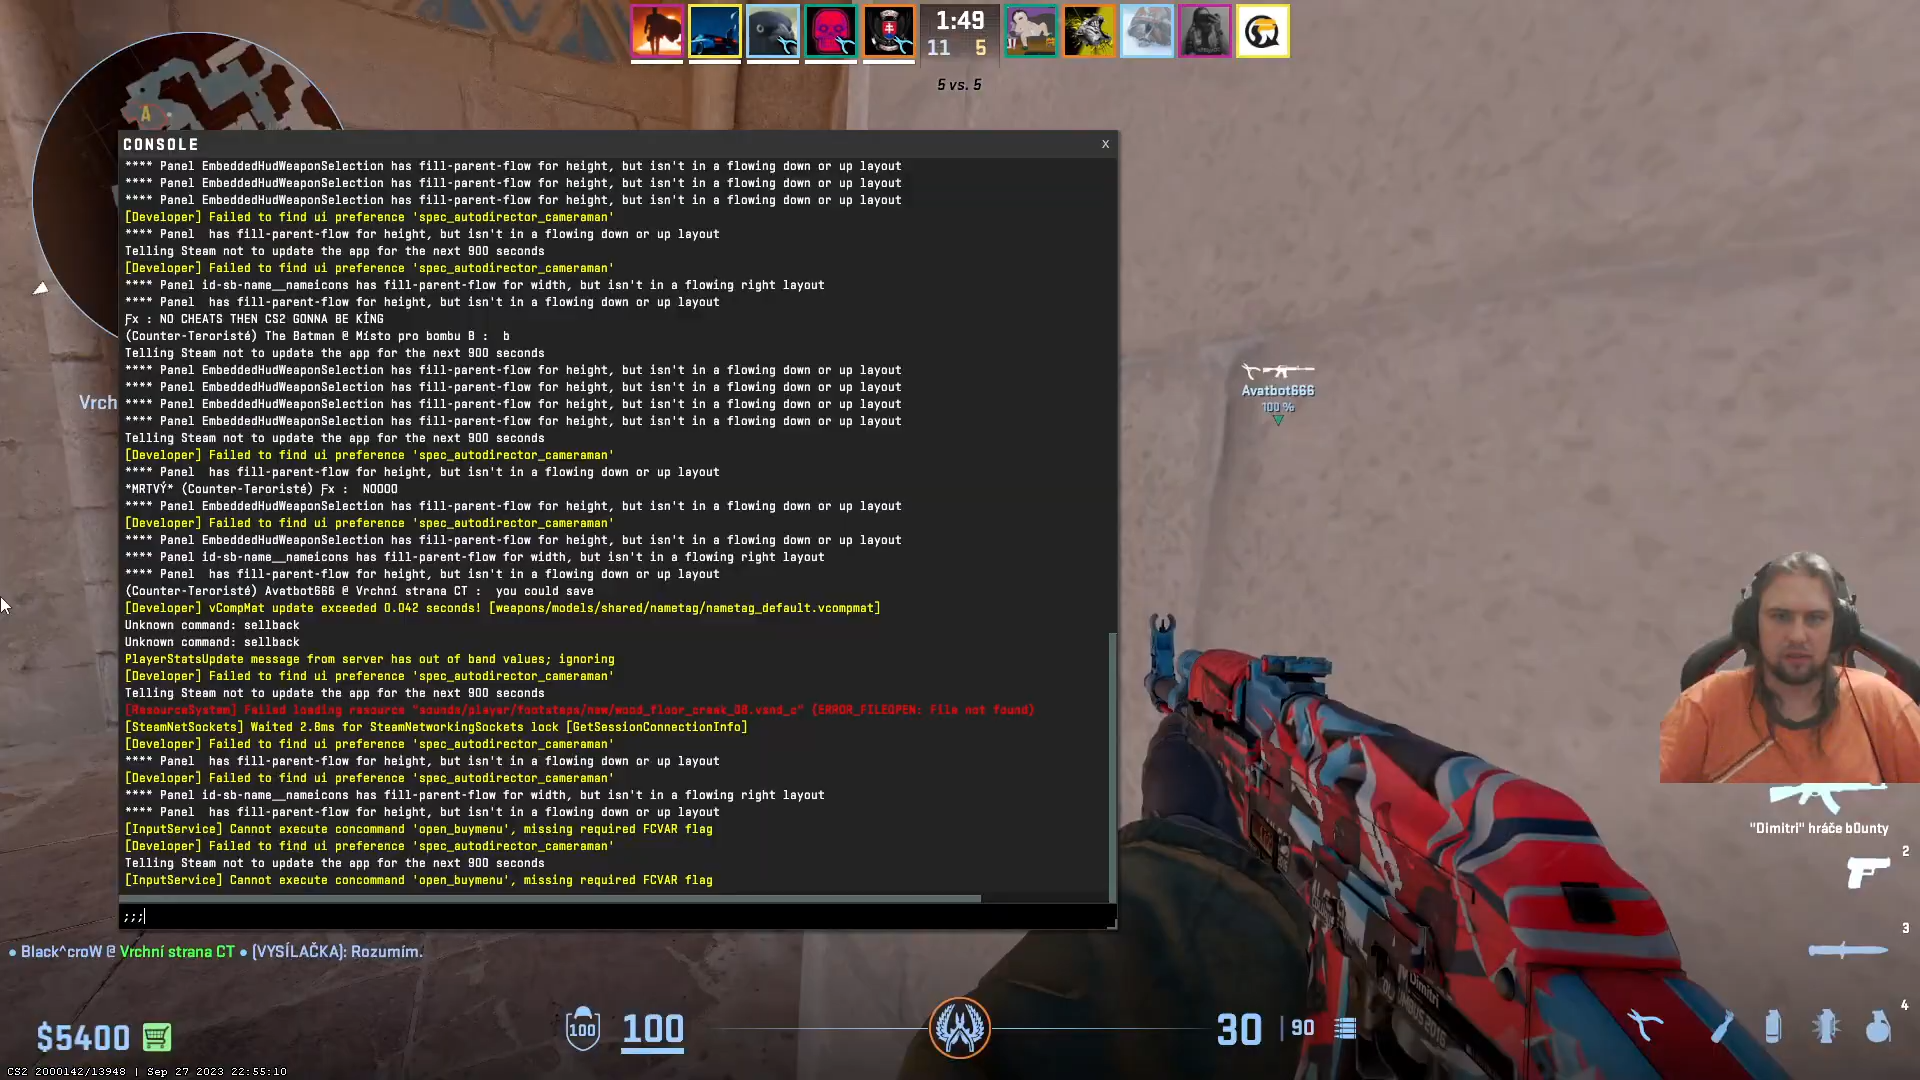 1:49
11 5
5 vs. 5
A
CONSOLE X
**** Panel EmbeddedHudWeaponSelection has fill-parent-flow for height, but isn't in a flowing down or up layout
**** Panel EmbeddedHudWeaponSelection has fill-parent-flow for height, but isn't in a flowing down or up layout
**** Panel EmbeddedHudWeaponSelection has fill-parent-flow for height, but isn't in a flowing down or up layout
[Developer] Failed to find ui preference 'spec_autodirector_cameraman'
**** Panel  has fill-parent-flow for height, but isn't in a flowing down or up layout
Telling Steam not to update the app for the next 900 seconds
[Developer] Failed to find ui preference 'spec_autodirector_cameraman'
**** Panel id-sb-name__nameicons has fill-parent-flow for width, but isn't in a flowing right layout
**** Panel  has fill-parent-flow for height, but isn't in a flowing down or up layout
Ƒx : NO CHEATS THEN CS2 GONNA BE KİNG
(Counter-Teroristé) The Batman @ Místo pro bombu B :  b
Telling Steam not to update the app for the next 900 seconds
**** Panel EmbeddedHudWeaponSelection has fill-parent-flow for height, but isn't in a flowing down or up layout
**** Panel EmbeddedHudWeaponSelection has fill-parent-flow for height, but isn't in a flowing down or up layout
**** Panel EmbeddedHudWeaponSelection has fill-parent-flow for height, but isn't in a flowing down or up layout
**** Panel EmbeddedHudWeaponSelection has fill-parent-flow for height, but isn't in a flowing down or up layout
Telling Steam not to update the app for the next 900 seconds
[Developer] Failed to find ui preference 'spec_autodirector_cameraman'
**** Panel  has fill-parent-flow for height, but isn't in a flowing down or up layout
*MRTVÝ* (Counter-Teroristé) Ƒx :  NOOOO
**** Panel EmbeddedHudWeaponSelection has fill-parent-flow for height, but isn't in a flowing down or up layout
[Developer] Failed to find ui preference 'spec_autodirector_cameraman'
**** Panel EmbeddedHudWeaponSelection has fill-parent-flow for height, but isn't in a flowing down or up layout
**** Panel id-sb-name__nameicons has fill-parent-flow for width, but isn't in a flowing right layout
**** Panel  has fill-parent-flow for height, but isn't in a flowing down or up layout
(Counter-Teroristé) Avatbot666 @ Vrchní strana CT :  you could save
[Developer] vCompMat update exceeded 0.042 seconds! [weapons/models/shared/nametag/nametag_default.vcompmat]
Unknown command: sellback
Unknown command: sellback
PlayerStatsUpdate message from server has out of band values; ignoring
[Developer] Failed to find ui preference 'spec_autodirector_cameraman'
Telling Steam not to update the app for the next 900 seconds
[ResourceSystem] Failed loading resource "sounds/player/footsteps/new/wood_floor_creak_08.vsnd_c" (ERROR_FILEOPEN: File not found)
[SteamNetSockets] Waited 2.8ms for SteamNetworkingSockets lock [GetSessionConnectionInfo]
[Developer] Failed to find ui preference 'spec_autodirector_cameraman'
**** Panel  has fill-parent-flow for height, but isn't in a flowing down or up layout
[Developer] Failed to find ui preference 'spec_autodirector_cameraman'
**** Panel id-sb-name__nameicons has fill-parent-flow for width, but isn't in a flowing right layout
**** Panel  has fill-parent-flow for height, but isn't in a flowing down or up layout
[InputService] Cannot execute concommand 'open_buymenu', missing required FCVAR flag
[Developer] Failed to find ui preference 'spec_autodirector_cameraman'
Telling Steam not to update the app for the next 900 seconds
[InputService] Cannot execute concommand 'open_buymenu', missing required FCVAR flag
;;;
Vrch
Avatbot666
100 %
"Dimitri" hráče b0unty
2
3
4
Dimitri
● Black^croW @ Vrchní strana CT ● (VYSÍLAČKA): Rozumím.
$5400
100 100
30 | 90
CS2 2000142/13948 | Sep 27 2023 22:55:10